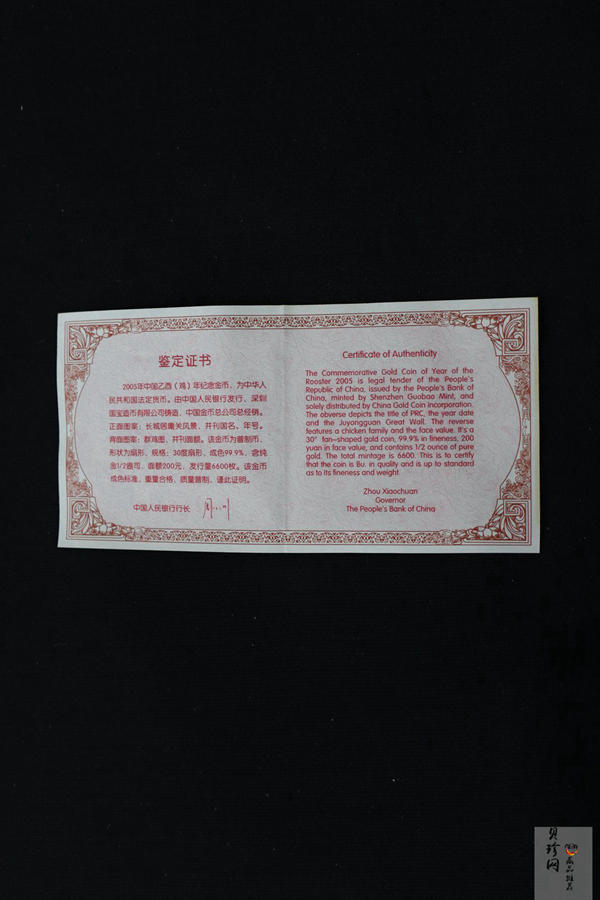 鉴定证书
2005年中国乙酉（鸡）年纪念金币，为中华人
民共和国法定货币。由中国人民银行发行，深圳
国宝造币有限公司铸造，中国金币总公司总经销。
正面图案：长城居庸关风景，并刊国名、年号。
背面图案：群鸡图，并刊面额。该金币为普制币，
形状为扇形，规格：30度扇形，成色99.9%，含纯
金1/2盎司，面额200元，发行量6600枚。该金币
成色标准，重量合格，质量普制，谨此证明。
中国人民银行行长
Certificate of Authenticity
The Commemorative Gold Coin of Year of the
Rooster 2005 is legal tender of the People's
Republic of China, issued by the People's Bank of
China, minted by Shenzhen Guobao Mint, and
solely distributed by China Gold Coin Incorporation.
The obverse depicts the title of PRC, the year date
and the Juyongguan Great Wall. The reverse
features a chicken family and the face value. It's a
30° fan-shaped gold coin, 99.9% in fineness, 200
yuan in face value, and contains 1/2 ounce of pure
gold. The total mintage is 6600. This is to certify
that the coin is Bu. in quality and is up to standard
as to its fineness and weight.
Zhou Xiaochuan
Governor
The People's Bank of China
贝珍网